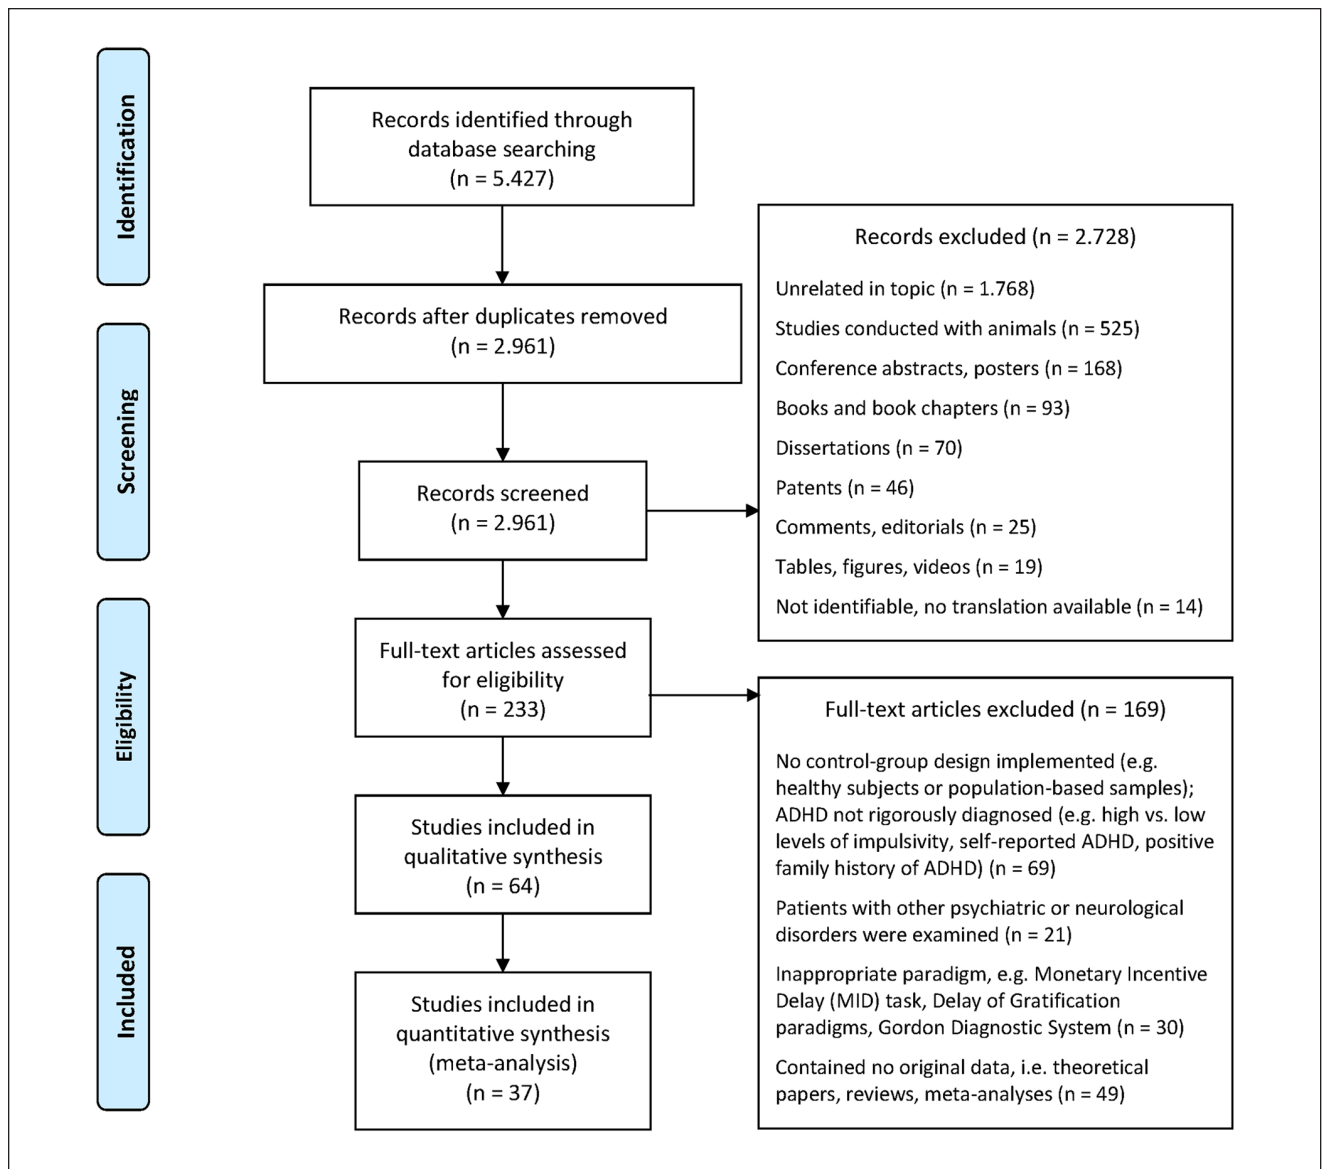 Identification
Records identified through
database searching
(n = 5.427)
Records after duplicates removed
(n = 2.961)
Screening
Records screened
(n = 2.961)
Records excluded (n = 2.728)
Unrelated in topic (n = 1.768)
Studies conducted with animals (n = 525)
Conference abstracts, posters (n = 168)
Books and book chapters (n = 93)
Dissertations (n = 70)
Patents (n = 46)
Comments, editorials (n = 25)
Tables, figures, videos (n = 19)
Not identifiable, no translation available (n = 14)
Eligibility
Full-text articles assessed
for eligibility
(n = 233)
Full-text articles excluded (n = 169)
No control-group design implemented (e.g.
healthy subjects or population-based samples);
ADHD not rigorously diagnosed (e.g. high vs. low
levels of impulsivity, self-reported ADHD, positive
family history of ADHD) (n = 69)
Patients with other psychiatric or neurological
disorders were examined (n = 21)
Inappropriate paradigm, e.g. Monetary Incentive
Delay (MID) task, Delay of Gratification
paradigms, Gordon Diagnostic System (n = 30)
Contained no original data, i.e. theoretical
papers, reviews, meta-analyses (n = 49)
Studies included in
qualitative synthesis
(n = 64)
Included
Studies included in
quantitative synthesis
(meta-analysis)
(n = 37)